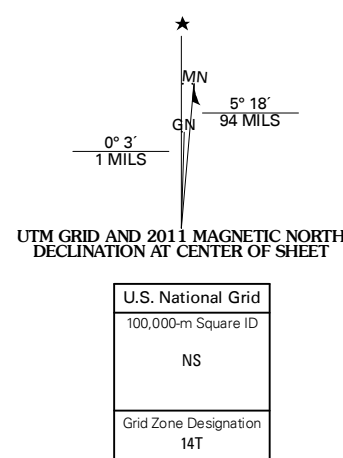 MN
GN
5° 18´
94 MILS
0° 3´
1 MILS
UTM GRID AND 2011 MAGNETIC NORTH
DECLINATION AT CENTER OF SHEET
U.S. National Grid
100,000-m Square ID
NS
Grid Zone Designation
14T